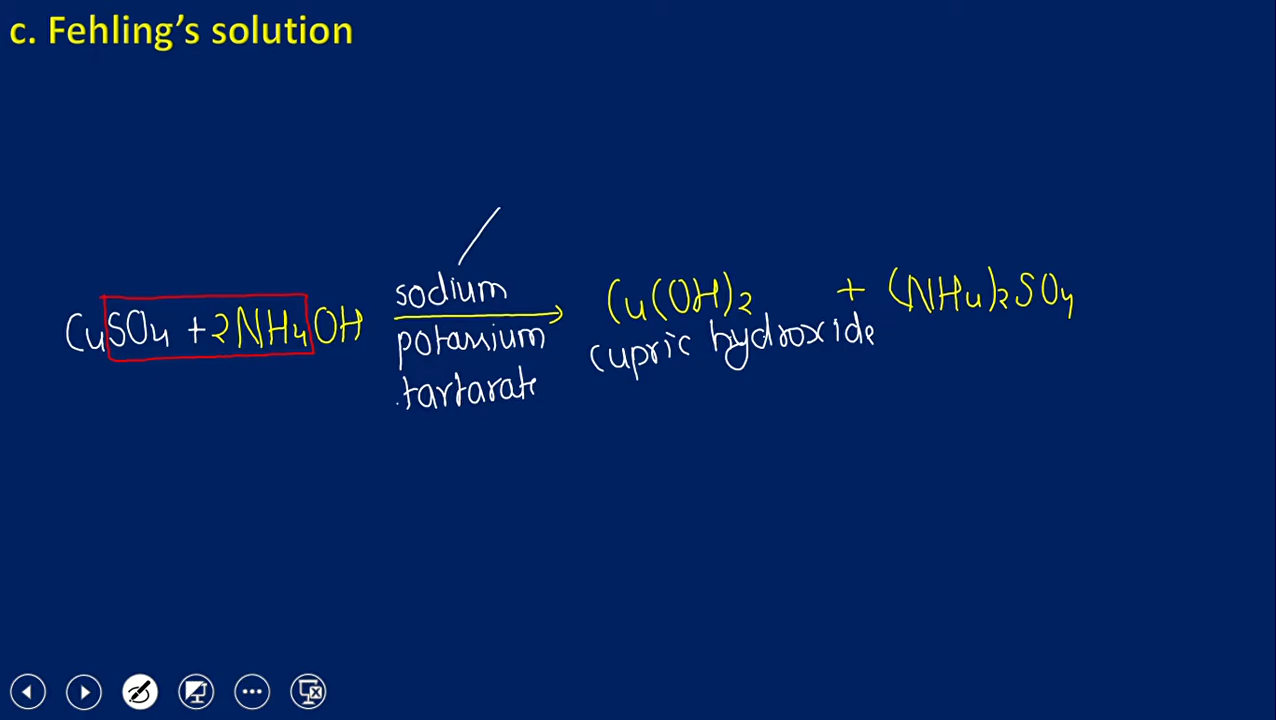 c. Fehling's solution
CuSO4 + 2NH4OH
sodium
potassium
tartarate
Cu(OH)2 + (NH4)2SO4
cupric hydroxide